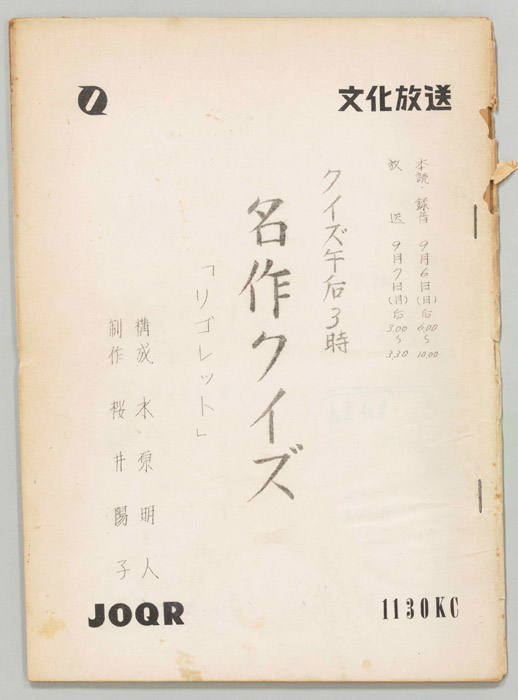 文化放送
本読・録音 9月6日(日)后6.00〜10.00
放送 9月7日(月)后3.00〜3.30
クイズ午后3時
名作クイズ
「リゴレット」
構成 水原明人
制作 桜井陽子
JOQR
1130KC